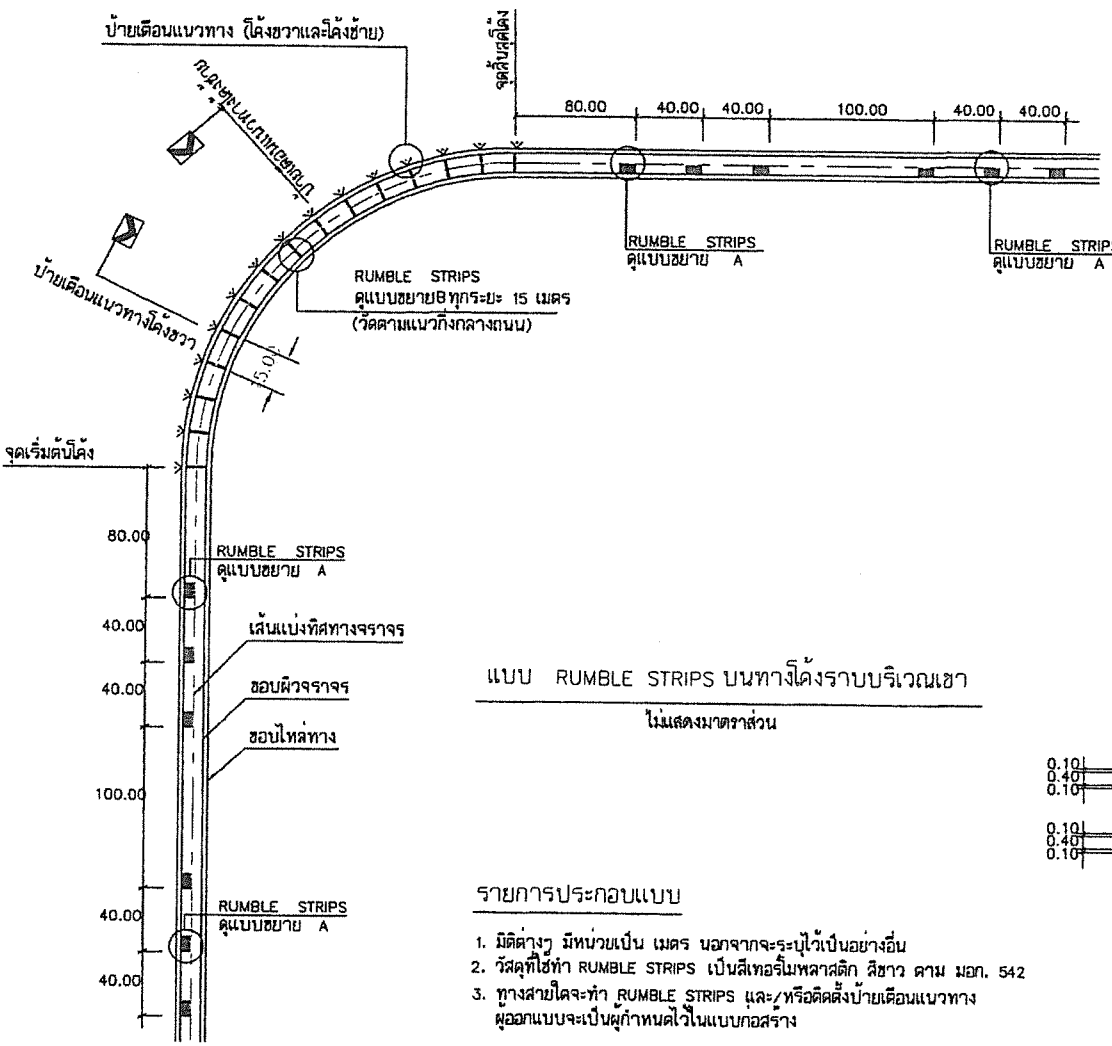 ป้ายเตือนแนวทาง (โค้งขวาและโค้งซ้าย)
จุดสิ้นสุดโค้ง
80.00 40.00 40.00 100.00 40.00 40.00
ป้ายเตือนแนวทางโค้งซ้าย
ป้ายเตือนแนวทางโค้งขวา
RUMBLE STRIPS
ดูแบบขยาย A
RUMBLE STRIPS
ดูแบบขยาย A
RUMBLE STRIPS
ดูแบบขยายB ทุกระยะ 15 เมตร
(วัดตามแนวกึ่งกลางถนน)
จุดเริ่มต้นโค้ง
80.00
RUMBLE STRIPS
ดูแบบขยาย A
40.00
เส้นแบ่งทิศทางจราจร
40.00
ขอบผิวจราจร
ขอบไหล่ทาง
100.00
แบบ RUMBLE STRIPS บนทางโค้งราบบริเวณเขา
ไม่แสดงมาตราส่วน
0.10
0.40
0.10
0.10
0.40
0.10
RUMBLE STRIPS
ดูแบบขยาย A
40.00
40.00
รายการประกอบแบบ
1. มิติต่างๆ มีหน่วยเป็น เมตร นอกจากจะระบุไว้เป็นอย่างอื่น
2. วัสดุที่ใช้ทำ RUMBLE STRIPS เป็นสีเทอร์โมพลาสติก สีขาว ตาม มอก. 542
3. ทางสายใดจะทำ RUMBLE STRIPS และ/หรือติดตั้งป้ายเตือนแนวทาง
ผู้ออกแบบจะเป็นผู้กำหนดไว้ในแบบก่อสร้าง